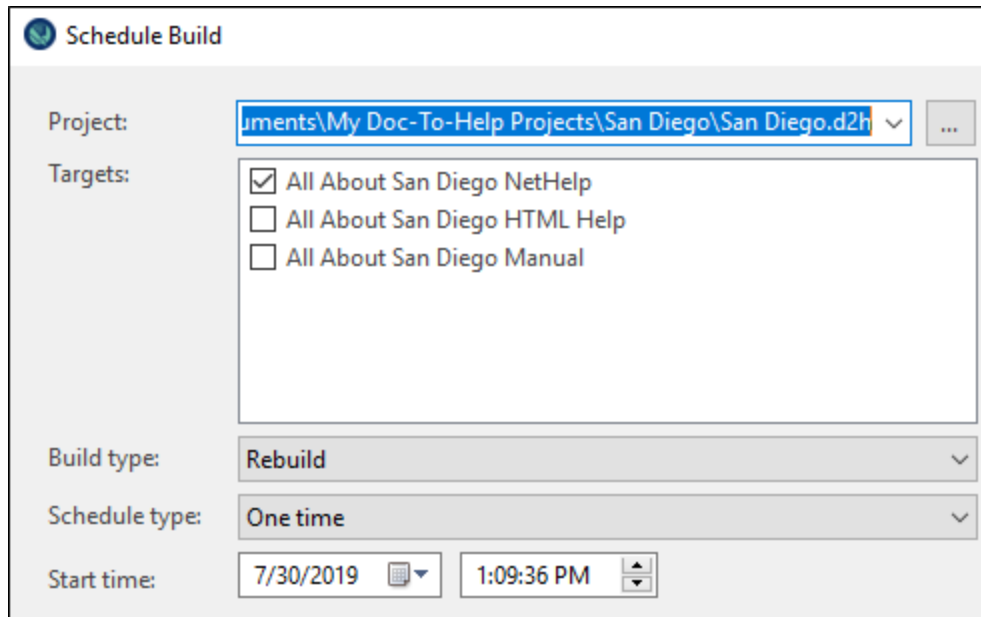 Schedule Build
Project: uments\My Doc-To-Help Projects\San Diego\San Diego.d2h ...
Targets:
All About San Diego NetHelp
All About San Diego HTML Help
All About San Diego Manual
Build type: Rebuild
Schedule type: One time
Start time: 7/30/2019 1:09:36 PM